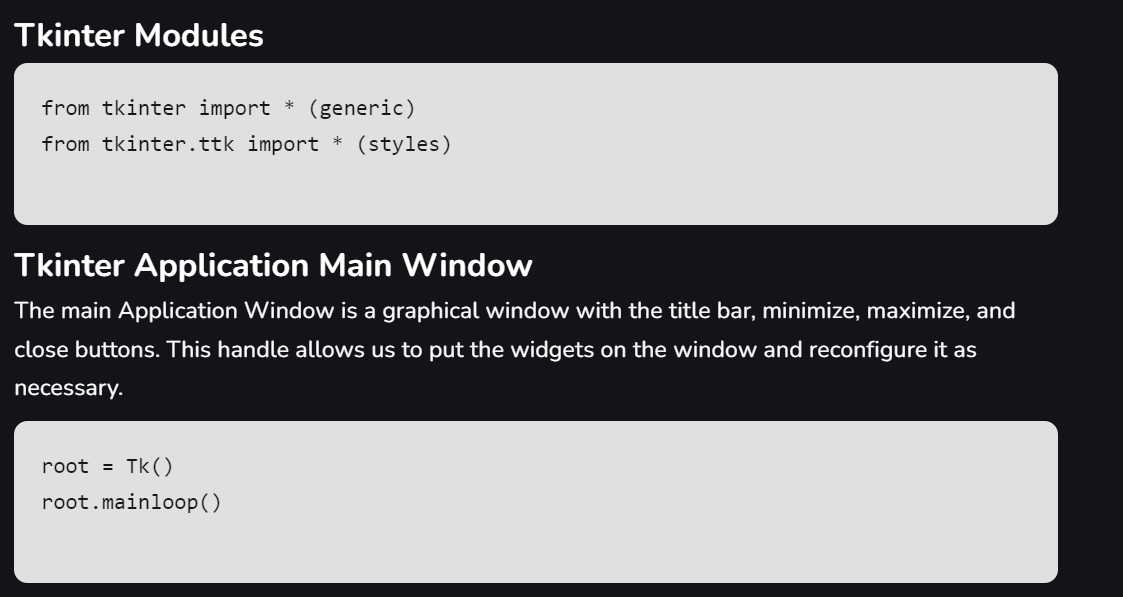 Tkinter Modules
from tkinter import * (generic)
from tkinter.ttk import * (styles)
Tkinter Application Main Window
The main Application Window is a graphical window with the title bar, minimize, maximize, and
close buttons. This handle allows us to put the widgets on the window and reconfigure it as
necessary.
root = Tk()
root.mainloop()